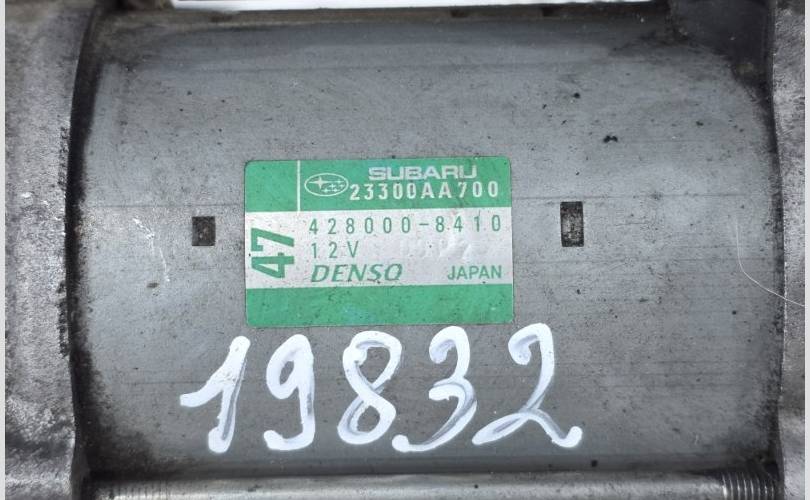 SUBARU
23300AA700
47
428000-8410
12V
DENSO JAPAN
19832